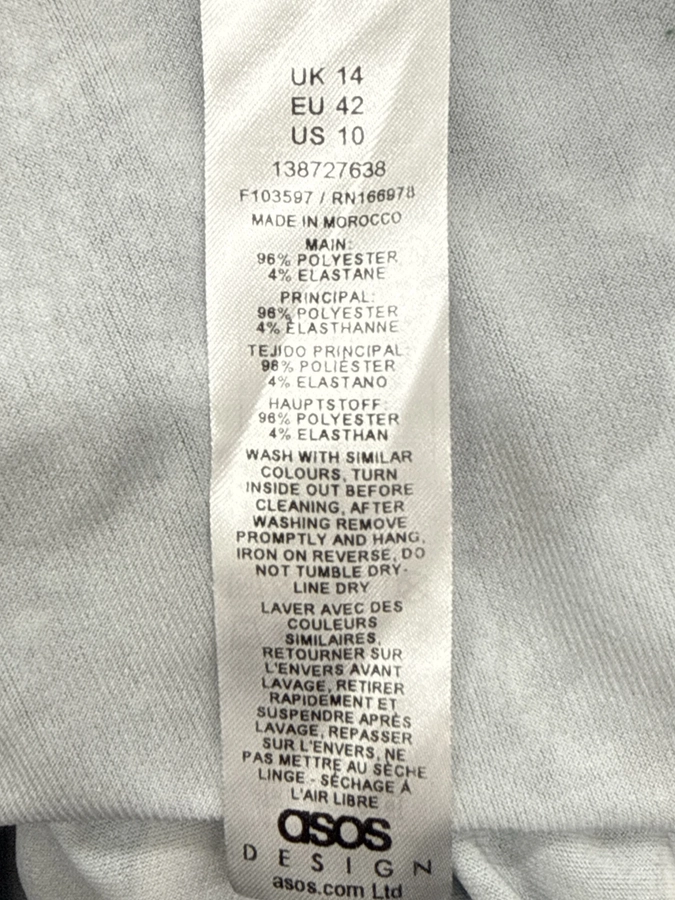 UK 14
EU 42
US 10
138727638
F103597 / RN166978
MADE IN MOROCCO
MAIN:
96% POLYESTER
4% ELASTANE
PRINCIPAL:
96% POLYESTER
4% ÉLASTHANNE
TEJIDO PRINCIPAL:
96% POLIÉSTER
4% ELASTANO
HAUPTSTOFF:
96% POLYESTER
4% ELASTHAN
WASH WITH SIMILAR
COLOURS, TURN
INSIDE OUT BEFORE
CLEANING, AFTER
WASHING REMOVE
PROMPTLY AND HANG,
IRON ON REVERSE, DO
NOT TUMBLE DRY-
LINE DRY
LAVER AVEC DES
COULEURS
SIMILAIRES,
RETOURNER SUR
L'ENVERS AVANT
LAVAGE, RETIRER
RAPIDEMENT ET
SUSPENDRE APRÈS
LAVAGE, REPASSER
SUR L'ENVERS, NE
PAS METTRE AU SÈCHE
LINGE - SÉCHAGE À
L'AIR LIBRE
asos
DESIGN
asos.com Ltd